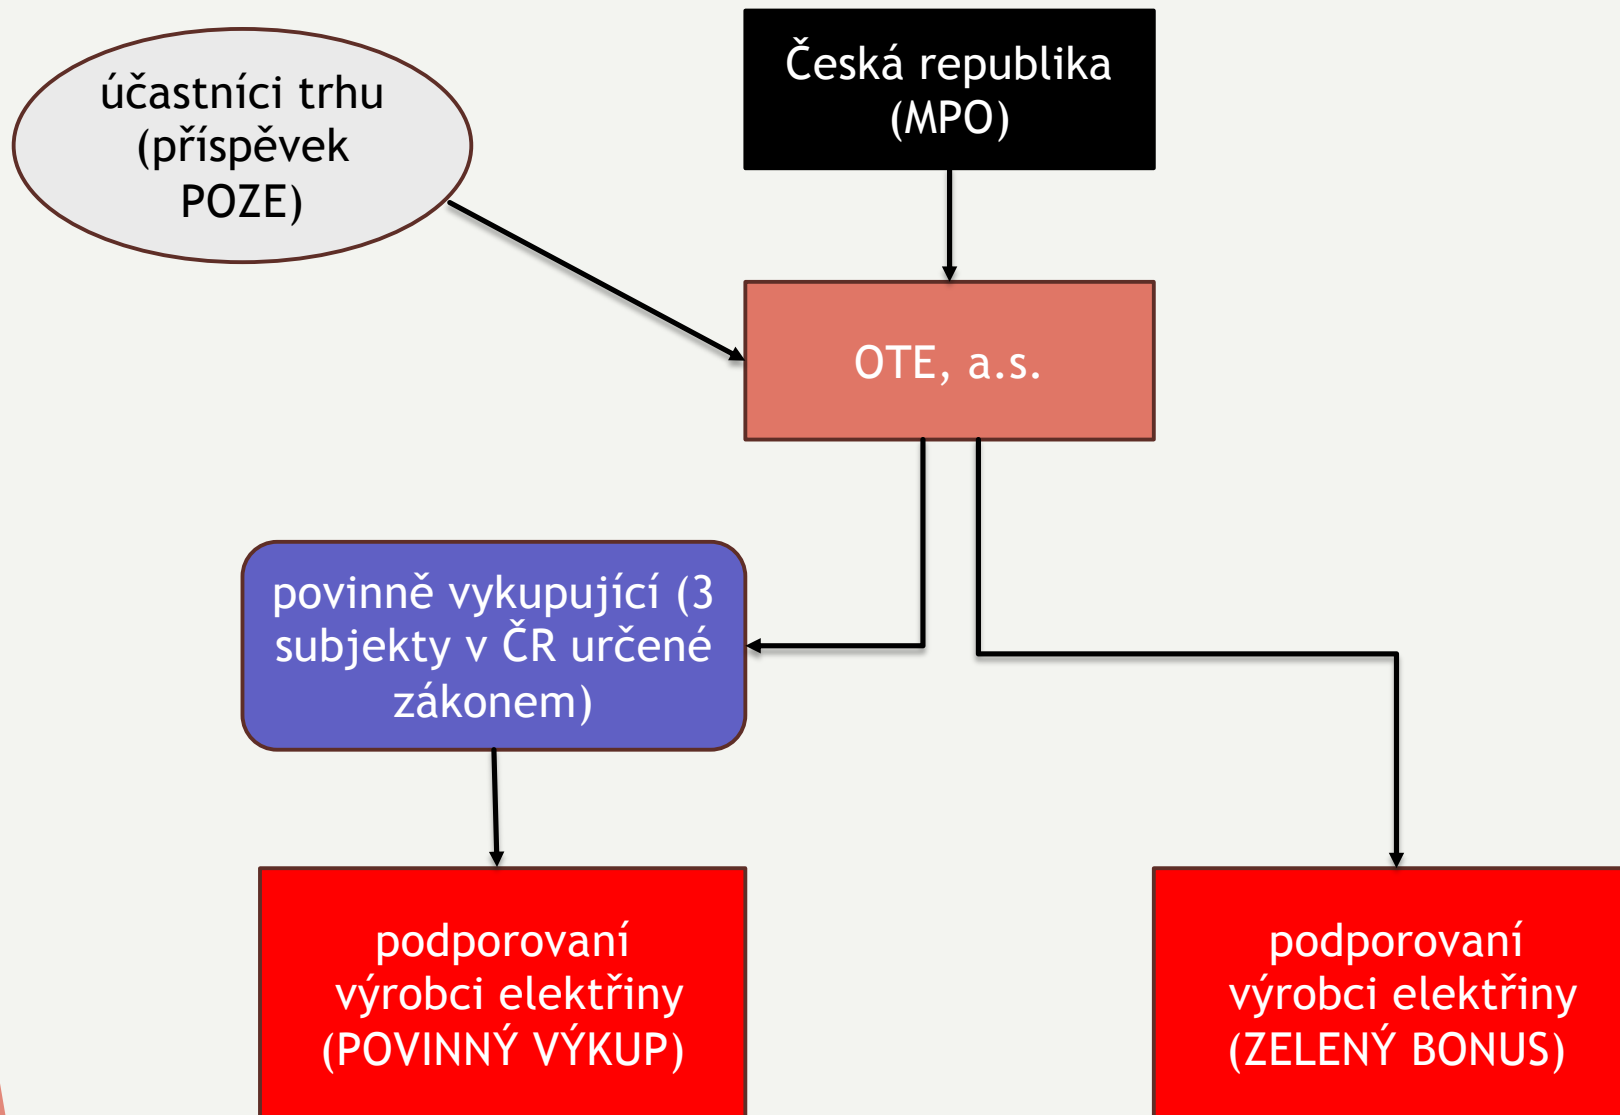 účastníci trhu
(příspěvek
POZE)
Česká republika
(MPO)
OTE, a.s.
povinně vykupující (3
subjekty v ČR určené
zákonem)
podporovaní
výrobci elektřiny
(POVINNÝ VÝKUP)
podporovaní
výrobci elektřiny
(ZELENÝ BONUS)